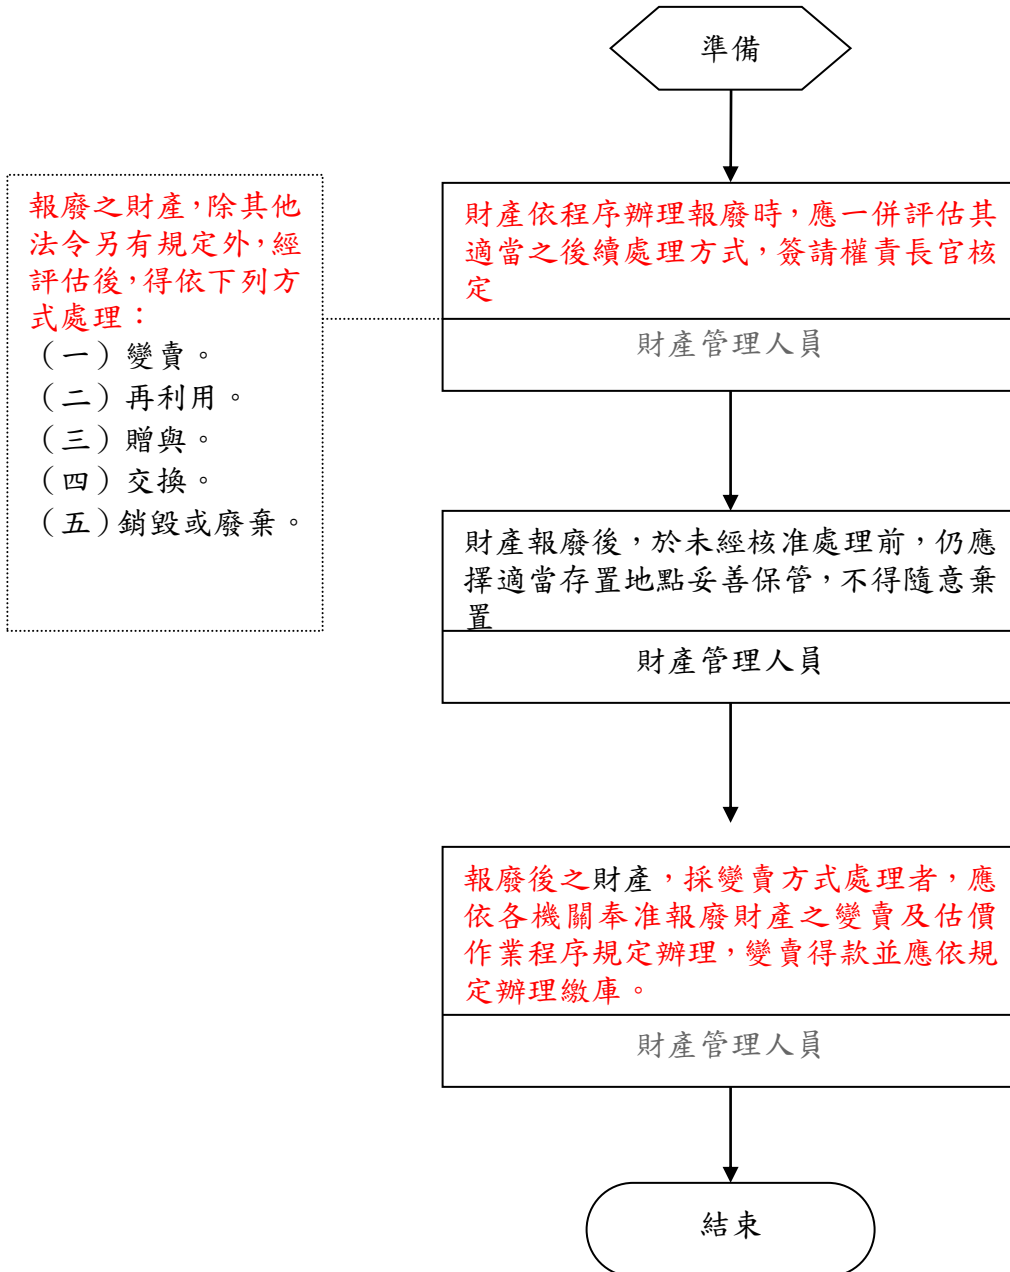 準備
報廢之財產，除其他
法令另有規定外，經
評估後，得依下列方
式處理：
（一）變賣。
（二）再利用。
（三）贈與。
（四）交換。
（五）銷毀或廢棄。
財產依程序辦理報廢時，應一併評估其
適當之後續處理方式，簽請權責長官核
定
財產管理人員
財產報廢後，於未經核准處理前，仍應
擇適當存置地點妥善保管，不得隨意棄
置
財產管理人員
報廢後之財產，採變賣方式處理者，應
依各機關奉准報廢財產之變賣及估價
作業程序規定辦理，變賣得款並應依規
定辦理繳庫。
財產管理人員
結束